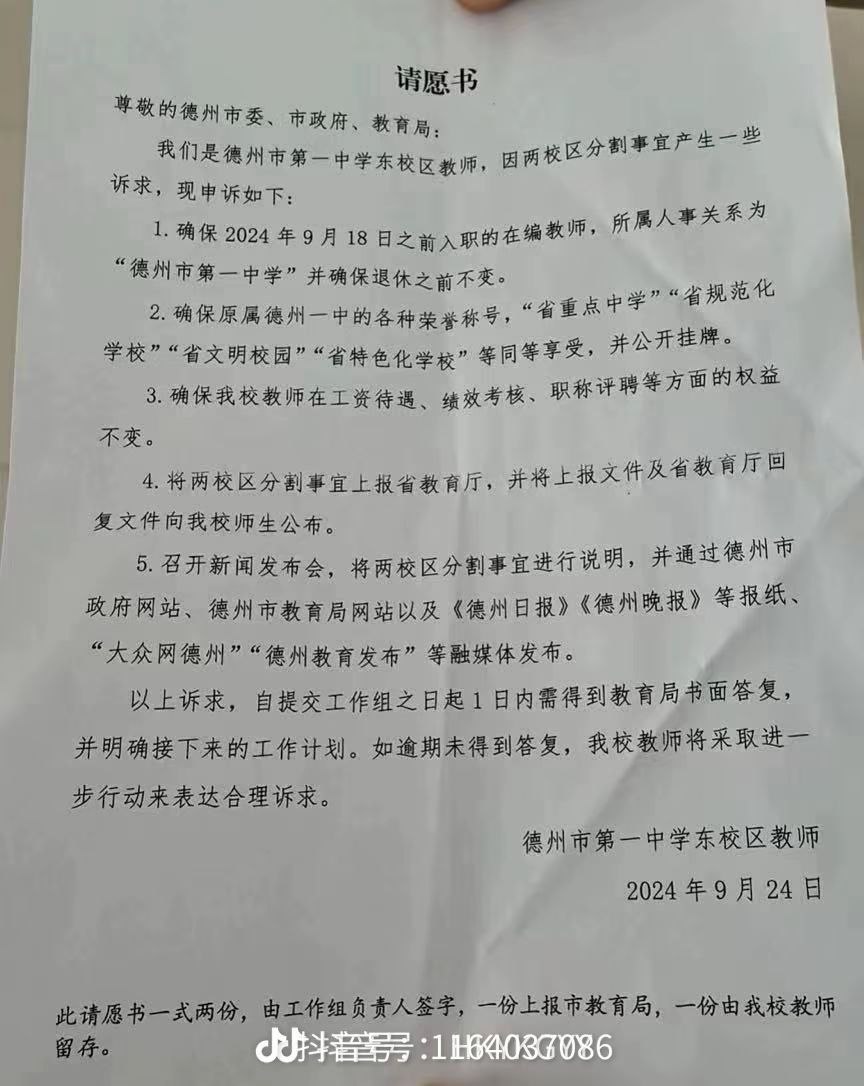 请愿书
尊敬的德州市委、市政府、教育局：
我们是德州市第一中学东校区教师，因两校区分割事宜产生一些
诉求，现申诉如下：
1.确保 2024 年 9 月 18 日之前入职的在编教师，所属人事关系为
“德州市第一中学”并确保退休之前不变。
2.确保原属德州一中的各种荣誉称号，“省重点中学”“省规范化
学校”“省文明校园”“省特色化学校”等同等享受，并公开挂牌。
3.确保我校教师在工资待遇、绩效考核、职称评聘等方面的权益
不变。
4.将两校区分割事宜上报省教育厅，并将上报文件及省教育厅回
复文件向我校师生公布。
5.召开新闻发布会，将两校区分割事宜进行说明，并通过德州市
政府网站、德州市教育局网站以及《德州日报》《德州晚报》等报纸、
“大众网德州”“德州教育发布”等融媒体发布。
以上诉求，自提交工作组之日起 1 日内需得到教育局书面答复，
并明确接下来的工作计划。如逾期未得到答复，我校教师将采取进一
步行动来表达合理诉求。
德州市第一中学东校区教师
2024 年 9 月 24 日
此请愿书一式两份，由工作组负责人签字，一份上报市教育局，一份由我校教师
留存。
抖音号：